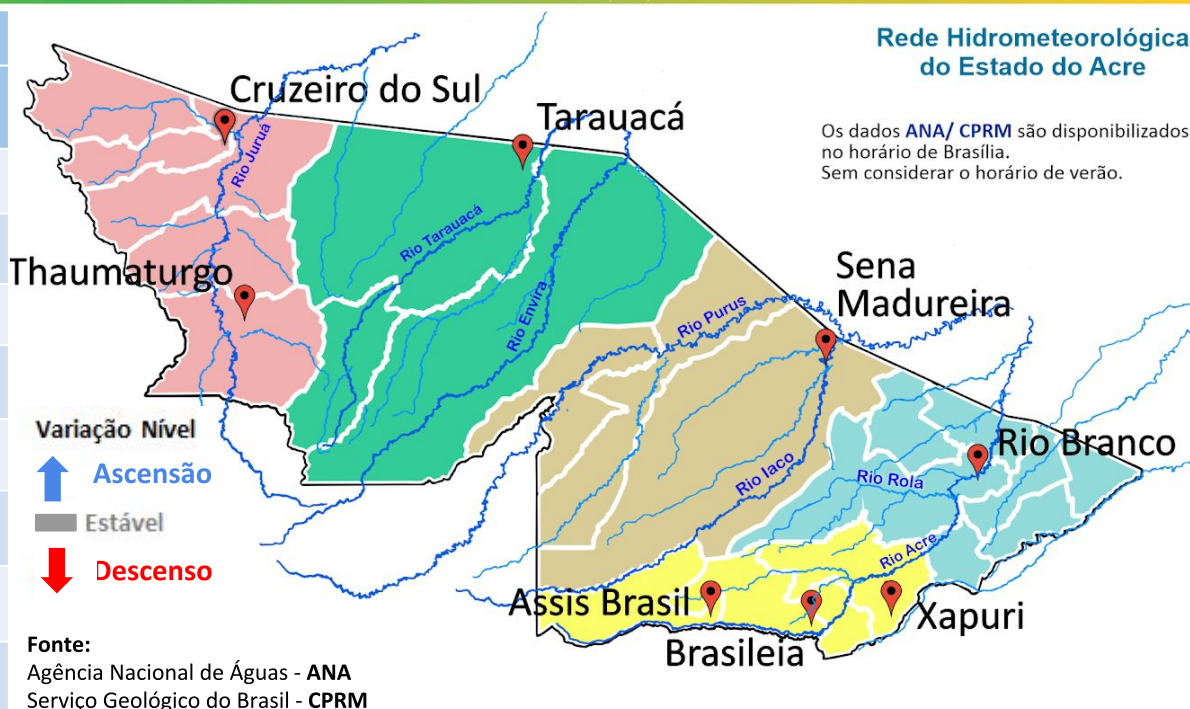 Rede Hidrometeorológica
do Estado do Acre
Os dados ANA/ CPRM são disponibilizados
no horário de Brasília.
Sem considerar o horário de verão.
Cruzeiro do Sul
Tarauacá
Rio Juruá
Rio Tarauacá
Thaumaturgo
Rio Envira
Sena
Madureira
Rio Purus
Variação Nível
Ascensão
Estável
Descenso
Rio Branco
Rio Iaco
Rio Rola
Rio Acre
Assis Brasil
Xapuri
Brasileia
Fonte:
Agência Nacional de Águas - ANA
Serviço Geológico do Brasil - CPRM